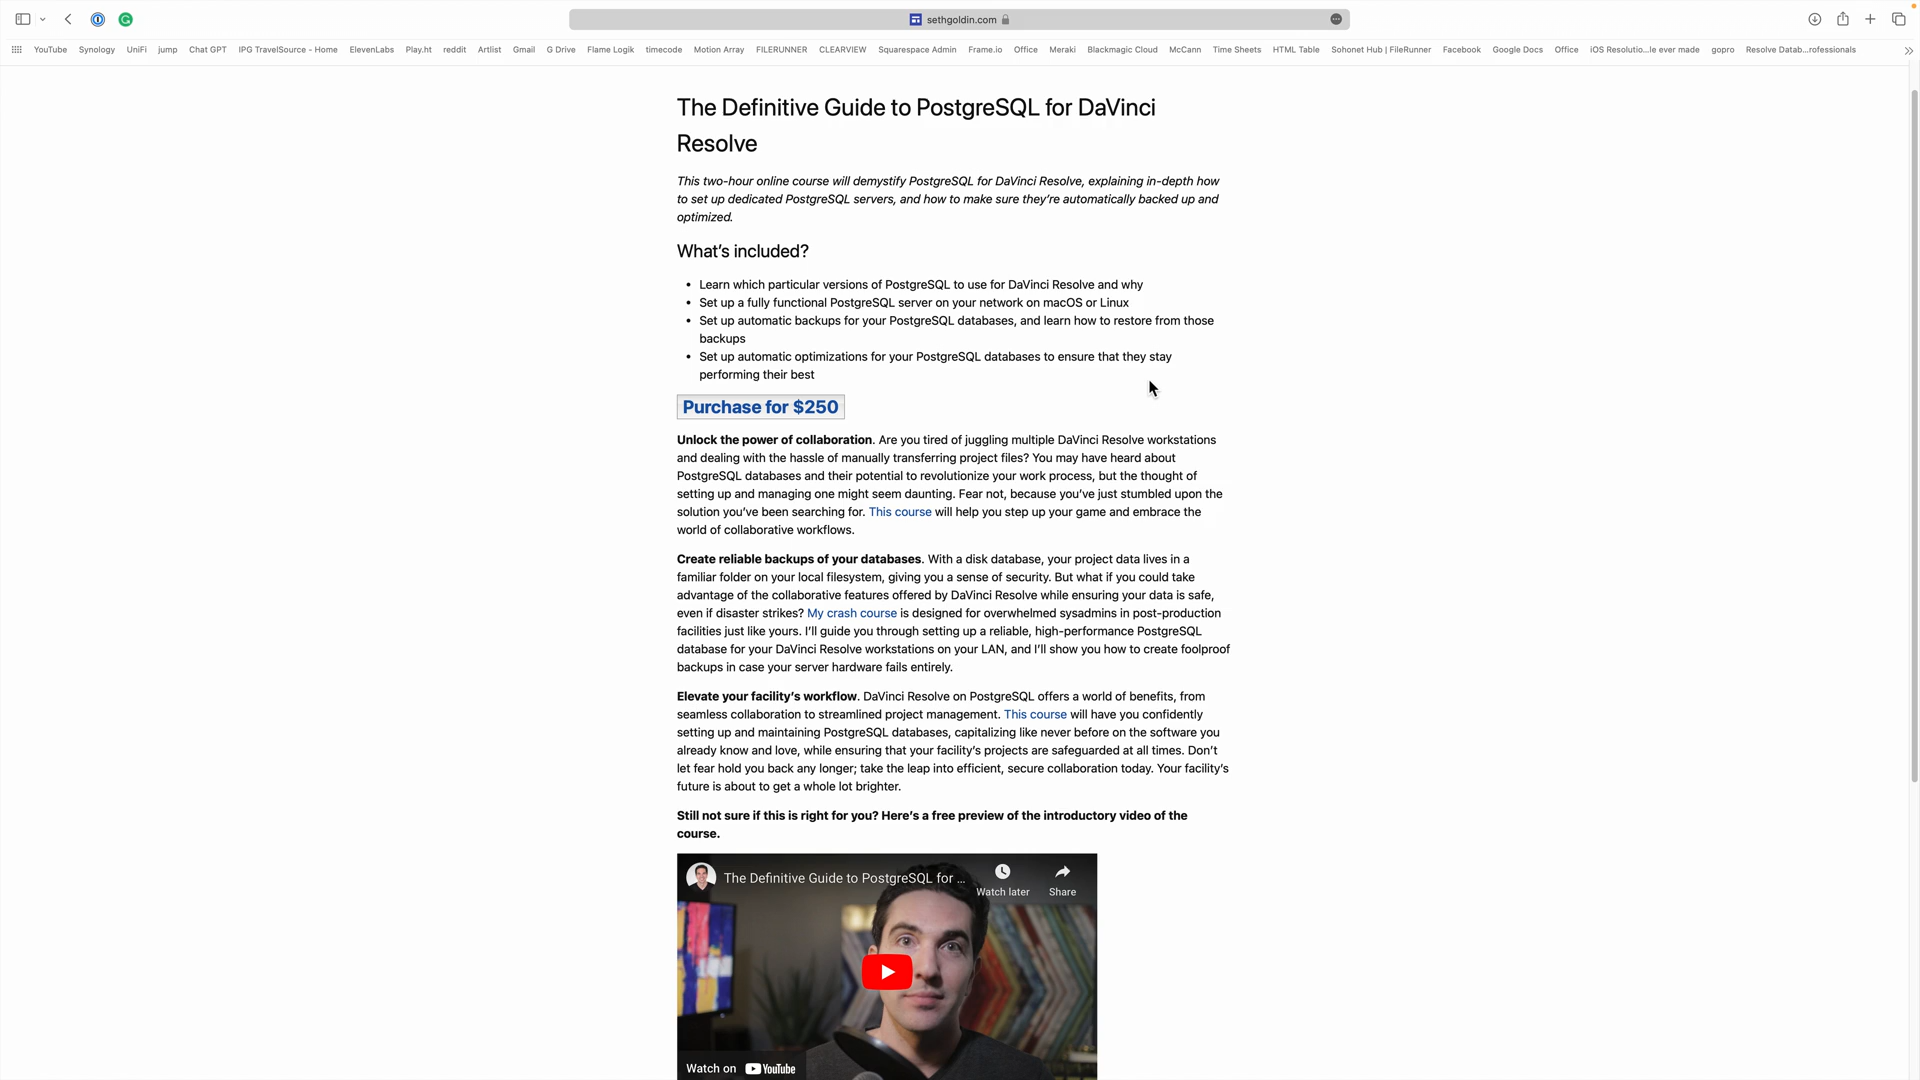 sethgoldin.com
YouTube Synology UniFi jump Chat GPT IPG TravelSource - Home ElevenLabs Play.ht reddit Artlist Gmail G Drive Flame Logik timecode Motion Array FILERUNNER CLEARVIEW Squarespace Admin Frame.io Office Meraki Blackmagic Cloud McCann Time Sheets HTML Table Sohonet Hub | FileRunner Facebook Google Docs Office iOS Resolutio...le ever made gopro Resolve Datab...rofessionals
The Definitive Guide to PostgreSQL for DaVinci
Resolve
This two-hour online course will demystify PostgreSQL for DaVinci Resolve, explaining in-depth how
to set up dedicated PostgreSQL servers, and how to make sure they're automatically backed up and
optimized.
What's included?
• Learn which particular versions of PostgreSQL to use for DaVinci Resolve and why
• Set up a fully functional PostgreSQL server on your network on macOS or Linux
• Set up automatic backups for your PostgreSQL databases, and learn how to restore from those
backups
• Set up automatic optimizations for your PostgreSQL databases to ensure that they stay
performing their best
Purchase for $250
Unlock the power of collaboration. Are you tired of juggling multiple DaVinci Resolve workstations
and dealing with the hassle of manually transferring project files? You may have heard about
PostgreSQL databases and their potential to revolutionize your work process, but the thought of
setting up and managing one might seem daunting. Fear not, because you've just stumbled upon the
solution you've been searching for. This course will help you step up your game and embrace the
world of collaborative workflows.
Create reliable backups of your databases. With a disk database, your project data lives in a
familiar folder on your local filesystem, giving you a sense of security. But what if you could take
advantage of the collaborative features offered by DaVinci Resolve while ensuring your data is safe,
even if disaster strikes? My crash course is designed for overwhelmed sysadmins in post-production
facilities just like yours. I'll guide you through setting up a reliable, high-performance PostgreSQL
database for your DaVinci Resolve workstations on your LAN, and I'll show you how to create foolproof
backups in case your server hardware fails entirely.
Elevate your facility's workflow. DaVinci Resolve on PostgreSQL offers a world of benefits, from
seamless collaboration to streamlined project management. This course will have you confidently
setting up and maintaining PostgreSQL databases, capitalizing like never before on the software you
already know and love, while ensuring that your facility's projects are safeguarded at all times. Don't
let fear hold you back any longer; take the leap into efficient, secure collaboration today. Your facility's
future is about to get a whole lot brighter.
Still not sure if this is right for you? Here's a free preview of the introductory video of the
course.
The Definitive Guide to PostgreSQL for ...
Watch later Share
Watch on YouTube